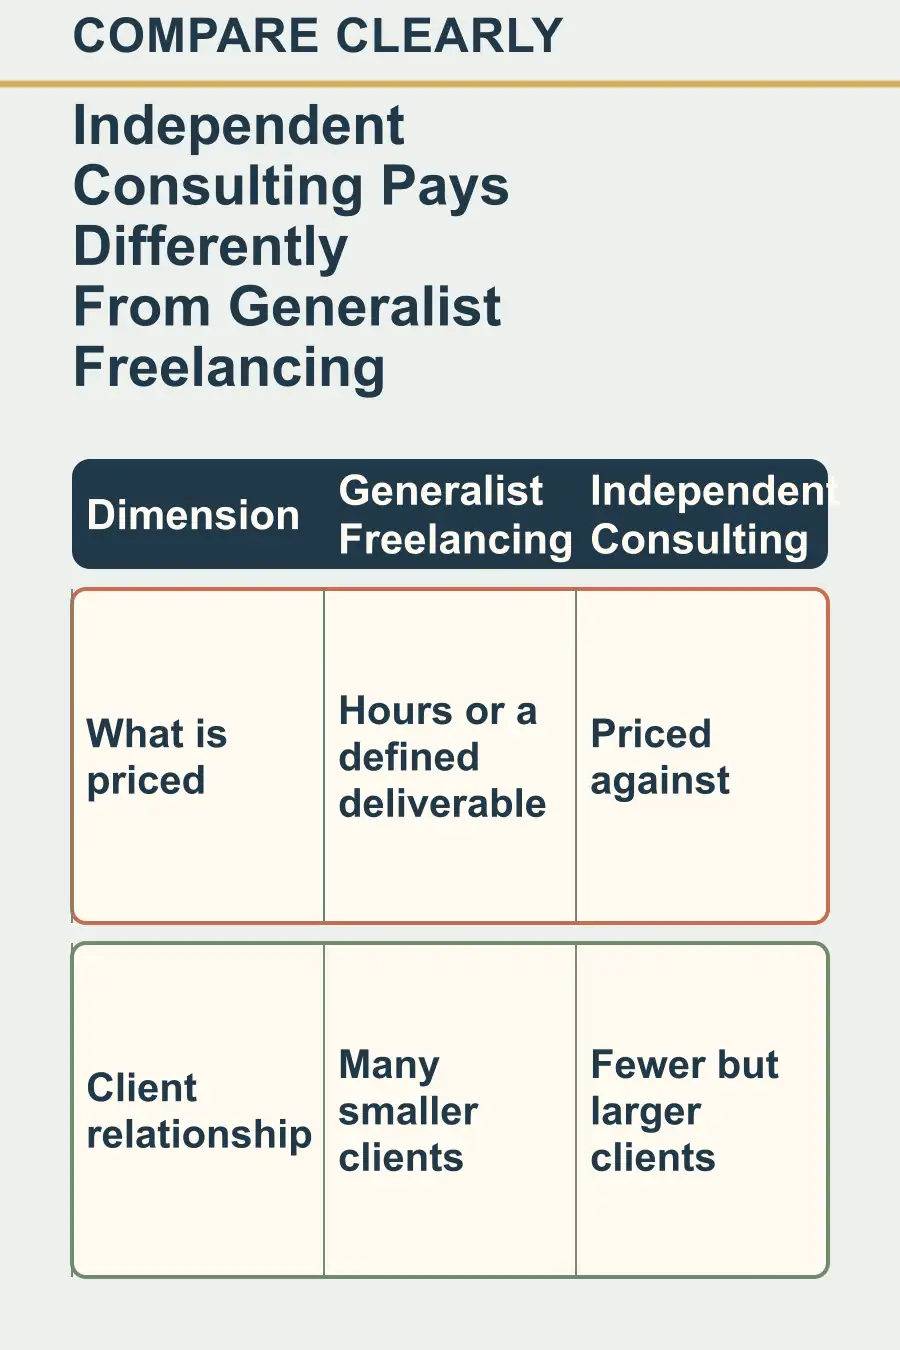 COMPARE CLEARLY
Independent
Consulting Pays
Differently
From Generalist
Freelancing
Dimension
Generalist
Freelancing
Independent
Consulting
What is
priced
Hours or a
defined
deliverable
Priced
against
Client
relationship
Many
smaller
clients
Fewer but
larger
clients